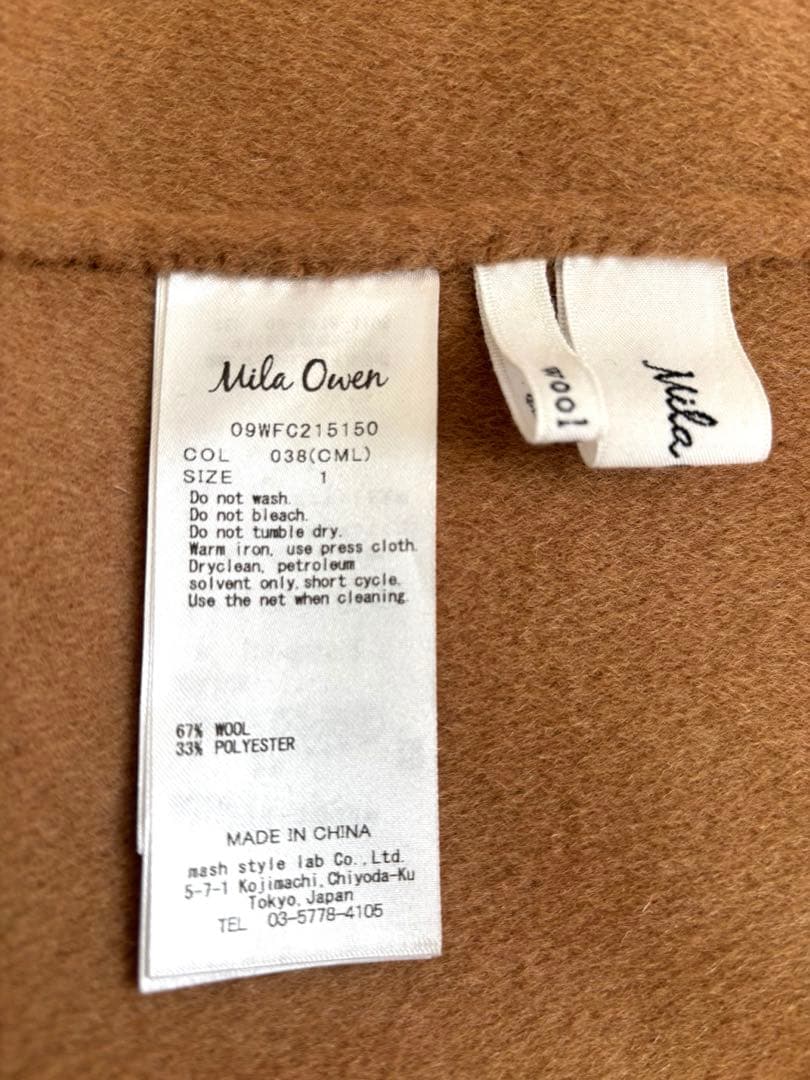 Mila Owen
09WFC215150
COL 038(CML)
SIZE 1
Do not wash.
Do not bleach.
Do not tumble dry.
Warm iron, use press cloth.
Dryclean, petroleum
solvent only, short cycle.
Use the net when cleaning.
67% WOOL
33% POLYESTER
MADE IN CHINA
mash style lab Co., Ltd.
5-7-1 Kojimachi, Chiyoda-Ku
Tokyo, Japan
TEL 03-5778-4105
wool
Mila